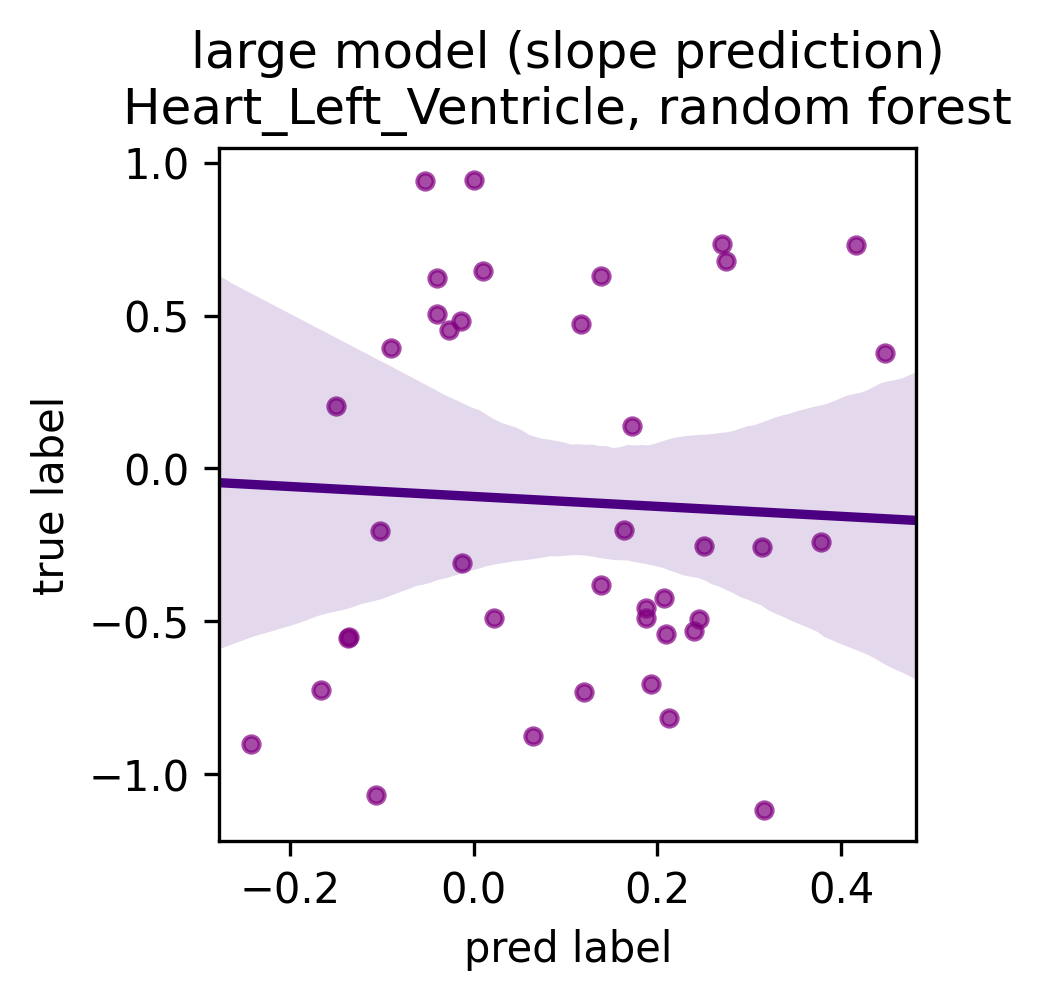 large model (slope prediction)
Heart_Left_Ventricle, random forest
1.0
0.5
0.0
−0.5
−1.0
true label
−0.2 0.0 0.2 0.4
pred label